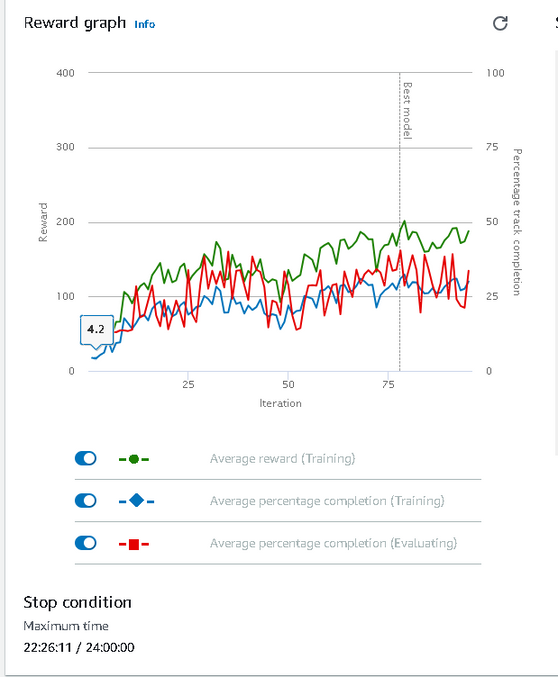 Reward graph Info
400
300
200
100
0
100
75
50
25
0
Reward
Percentage track completion
Best model
4.2
25
50
75
Iteration
Average reward (Training)
Average percentage completion (Training)
Average percentage completion (Evaluating)
Stop condition
Maximum time
22:26:11 / 24:00:00